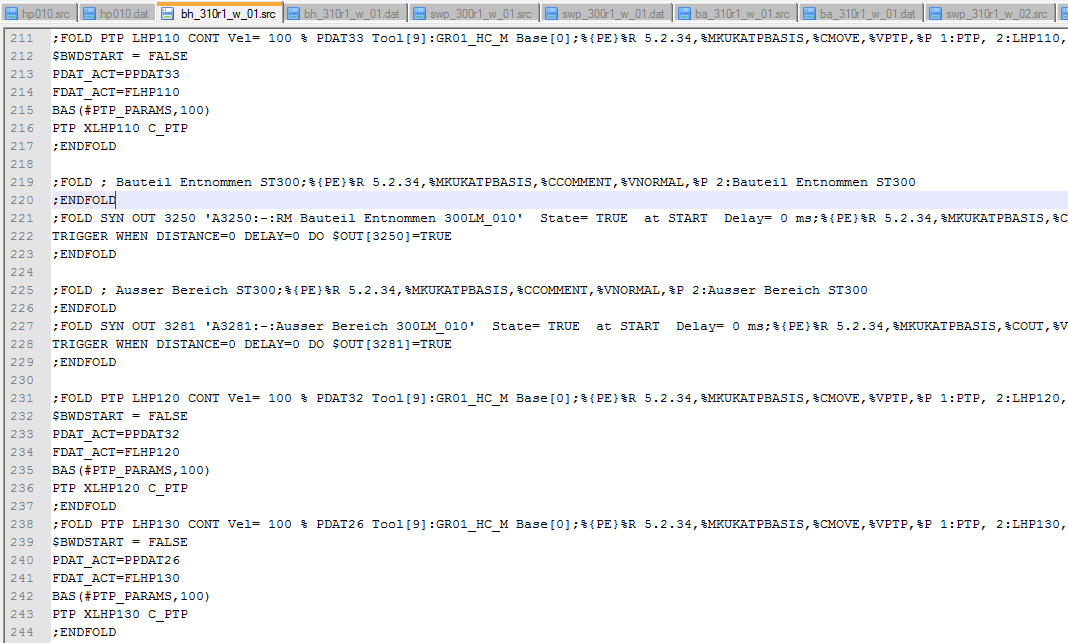 hp010.src hp010.dat bh_310r1_w_01.src bh_310r1_w_01.dat swp_300r1_w_01.src swp_300r1_w_01.dat ba_310r1_w_01.src ba_310r1_w_01.dat swp_310r1_w_02.src
211 ;FOLD PTP LHP110 CONT Vel= 100 % PDAT33 Tool[9]:GR01_HC_M Base[0];%{PE}%R 5.2.34,%MKUKATPBASIS,%CMOVE,%VPTP,%P 1:PTP, 2:LHP110,
212 $BWDSTART = FALSE
213 PDAT_ACT=PPDAT33
214 FDAT_ACT=FLHP110
215 BAS(#PTP_PARAMS,100)
216 PTP XLHP110 C_PTP
217 ;ENDFOLD
218
219 ;FOLD ; Bauteil Entnommen ST300;%{PE}%R 5.2.34,%MKUKATPBASIS,%CCOMMENT,%VNORMAL,%P 2:Bauteil Entnommen ST300
220 ;ENDFOLD
221 ;FOLD SYN OUT 3250 'A3250:-:RM Bauteil Entnommen 300LM_010'  State= TRUE  at START  Delay= 0 ms;%{PE}%R 5.2.34,%MKUKATPBASIS,%C
222 TRIGGER WHEN DISTANCE=0 DELAY=0 DO $OUT[3250]=TRUE
223 ;ENDFOLD
224
225 ;FOLD ; Ausser Bereich ST300;%{PE}%R 5.2.34,%MKUKATPBASIS,%CCOMMENT,%VNORMAL,%P 2:Ausser Bereich ST300
226 ;ENDFOLD
227 ;FOLD SYN OUT 3281 'A3281:-:Ausser Bereich 300LM_010'  State= TRUE  at START  Delay= 0 ms;%{PE}%R 5.2.34,%MKUKATPBASIS,%COUT,%V
228 TRIGGER WHEN DISTANCE=0 DELAY=0 DO $OUT[3281]=TRUE
229 ;ENDFOLD
230
231 ;FOLD PTP LHP120 CONT Vel= 100 % PDAT32 Tool[9]:GR01_HC_M Base[0];%{PE}%R 5.2.34,%MKUKATPBASIS,%CMOVE,%VPTP,%P 1:PTP, 2:LHP120,
232 $BWDSTART = FALSE
233 PDAT_ACT=PPDAT32
234 FDAT_ACT=FLHP120
235 BAS(#PTP_PARAMS,100)
236 PTP XLHP120 C_PTP
237 ;ENDFOLD
238 ;FOLD PTP LHP130 CONT Vel= 100 % PDAT26 Tool[9]:GR01_HC_M Base[0];%{PE}%R 5.2.34,%MKUKATPBASIS,%CMOVE,%VPTP,%P 1:PTP, 2:LHP130,
239 $BWDSTART = FALSE
240 PDAT_ACT=PPDAT26
241 FDAT_ACT=FLHP130
242 BAS(#PTP_PARAMS,100)
243 PTP XLHP130 C_PTP
244 ;ENDFOLD